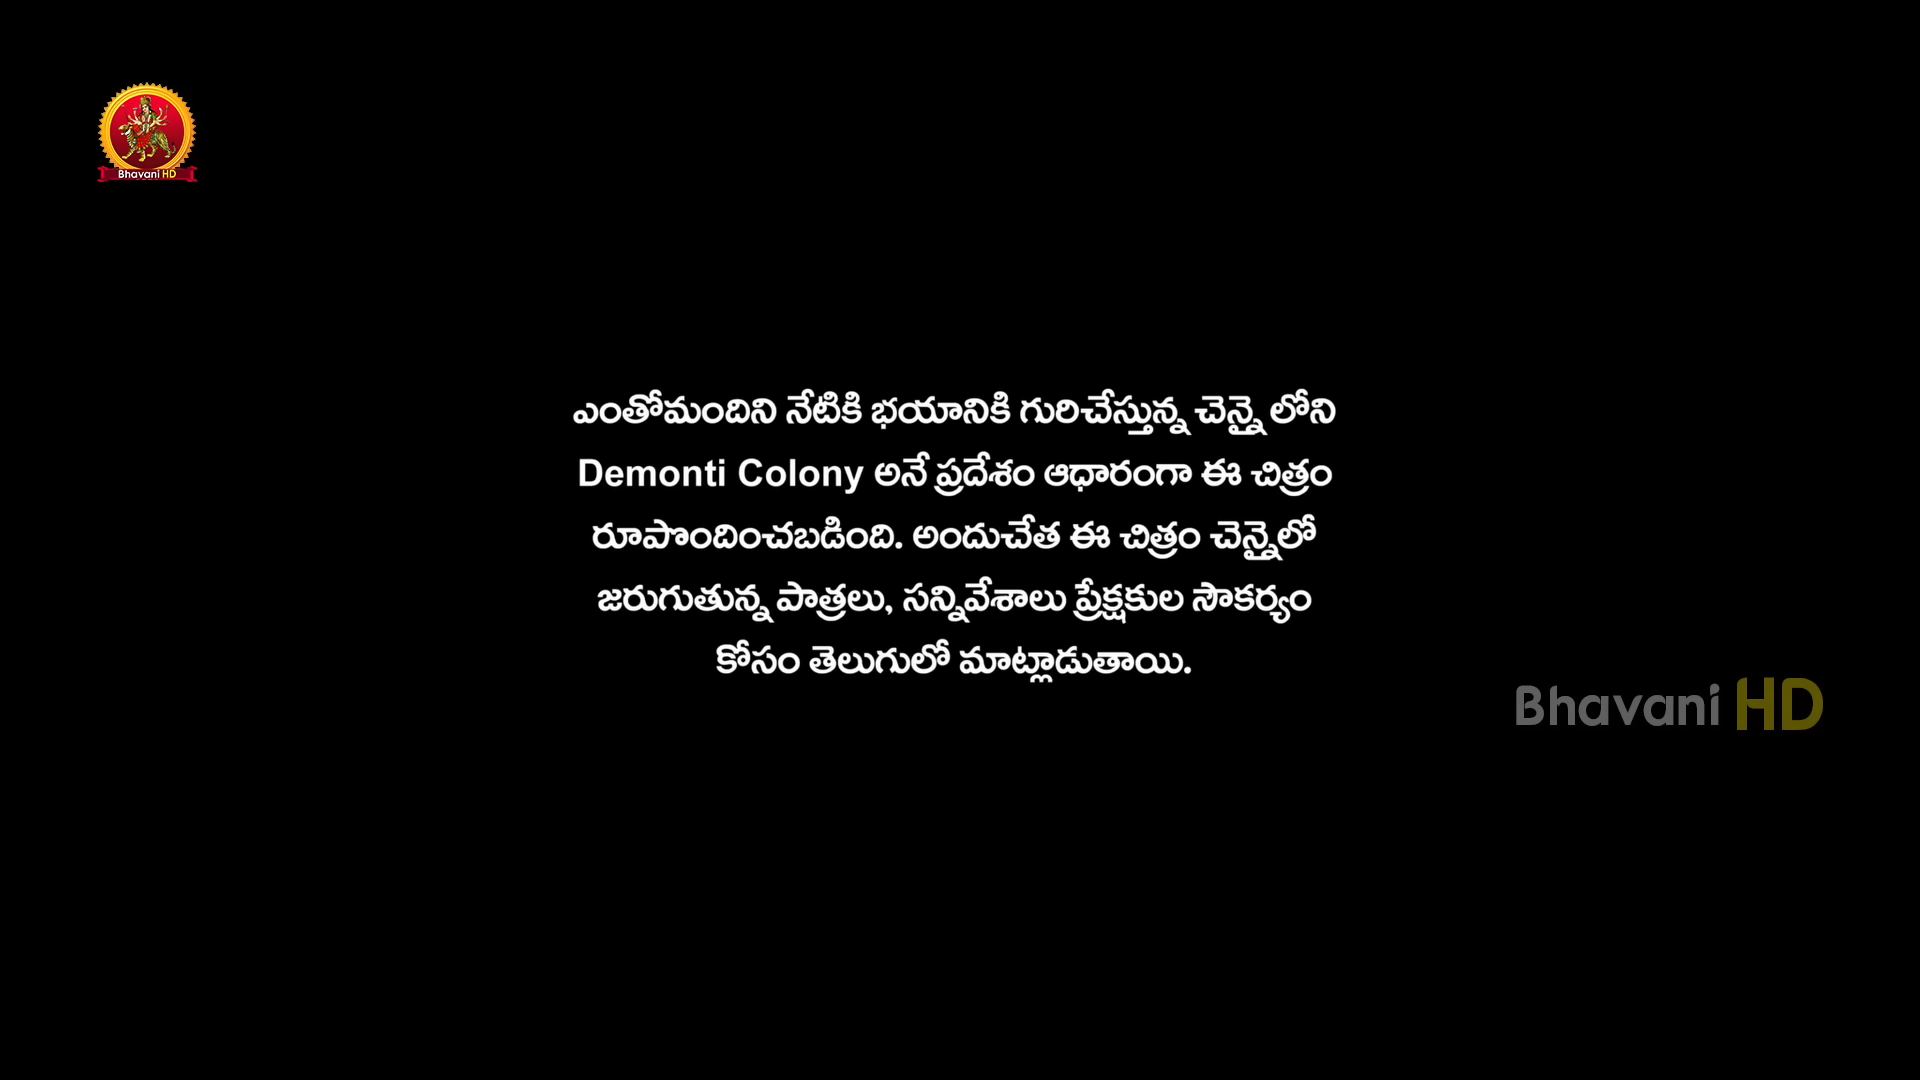 Bhavani HD
ఎంతోమందిని నేటికి భయానికి గురిచేస్తున్న చెన్నై లోని
Demonti Colony అనే ప్రదేశం ఆధారంగా ఈ చిత్రం
రూపొందించబడింది. అందుచేత ఈ చిత్రం చెన్నైలో
జరుగుతున్న పాత్రలు, సన్నివేశాలు ప్రేక్షకుల సౌకర్యం
కోసం తెలుగులో మాట్లాడుతాయి.
Bhavani HD